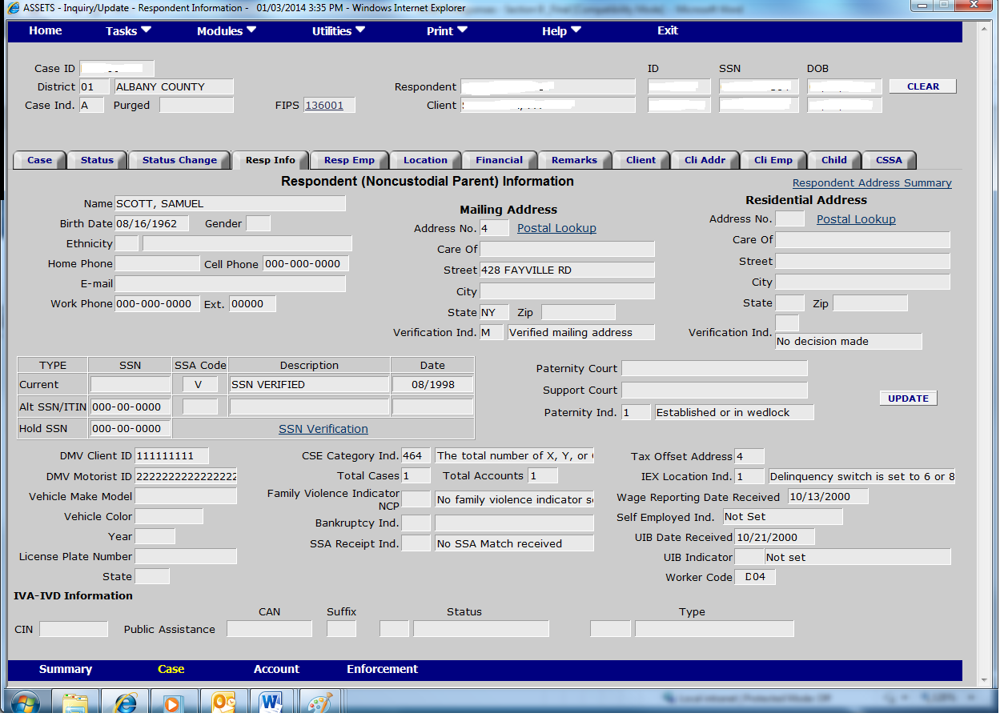 ASSETS - Inquiry/Update - Respondent Information - 01/03/2014 3:35 PM - Windows Internet Explorer
Home Tasks Modules Utilities Print Help Exit
Case ID ID SSN DOB
District 01 ALBANY COUNTY Respondent CLEAR
Case Ind. A Purged FIPS 136001 Client
Case Status Status Change Resp Info Resp Emp Location Financial Remarks Client Cli Addr Cli Emp Child CSSA
Respondent (Noncustodial Parent) Information Respondent Address Summary
Name SCOTT, SAMUEL Mailing Address Residential Address
Birth Date 08/16/1962 Gender Address No. 4 Postal Lookup Address No. Postal Lookup
Ethnicity Care Of Care Of
Home Phone Cell Phone 000-000-0000 Street 428 FAYVILLE RD Street
E-mail City City
Work Phone 000-000-0000 Ext. 00000 State NY Zip State Zip
Verification Ind. M Verified mailing address Verification Ind.
No decision made
TYPE SSN SSA Code Description Date Paternity Court
Current V SSN VERIFIED 08/1998 Support Court UPDATE
Alt SSN/ITIN 000-00-0000 Paternity Ind. 1 Established or in wedlock
Hold SSN 000-00-0000 SSN Verification
DMV Client ID 111111111 CSE Category Ind. 464 The total number of X, Y, or Tax Offset Address 4
DMV Motorist ID 2222222222222222 Total Cases 1 Total Accounts 1 IEX Location Ind. 1 Delinquency switch is set to 6 or 8
Vehicle Make Model Family Violence Indicator NCP No family violence indicator Wage Reporting Date Received 10/13/2000
Vehicle Color Bankruptcy Ind. Self Employed Ind. Not Set
Year SSA Receipt Ind. No SSA Match received UIB Date Received 10/21/2000
License Plate Number UIB Indicator Not set
State Worker Code D04
IVA-IVD Information
CAN Suffix Status Type
CIN Public Assistance
Summary Case Account Enforcement